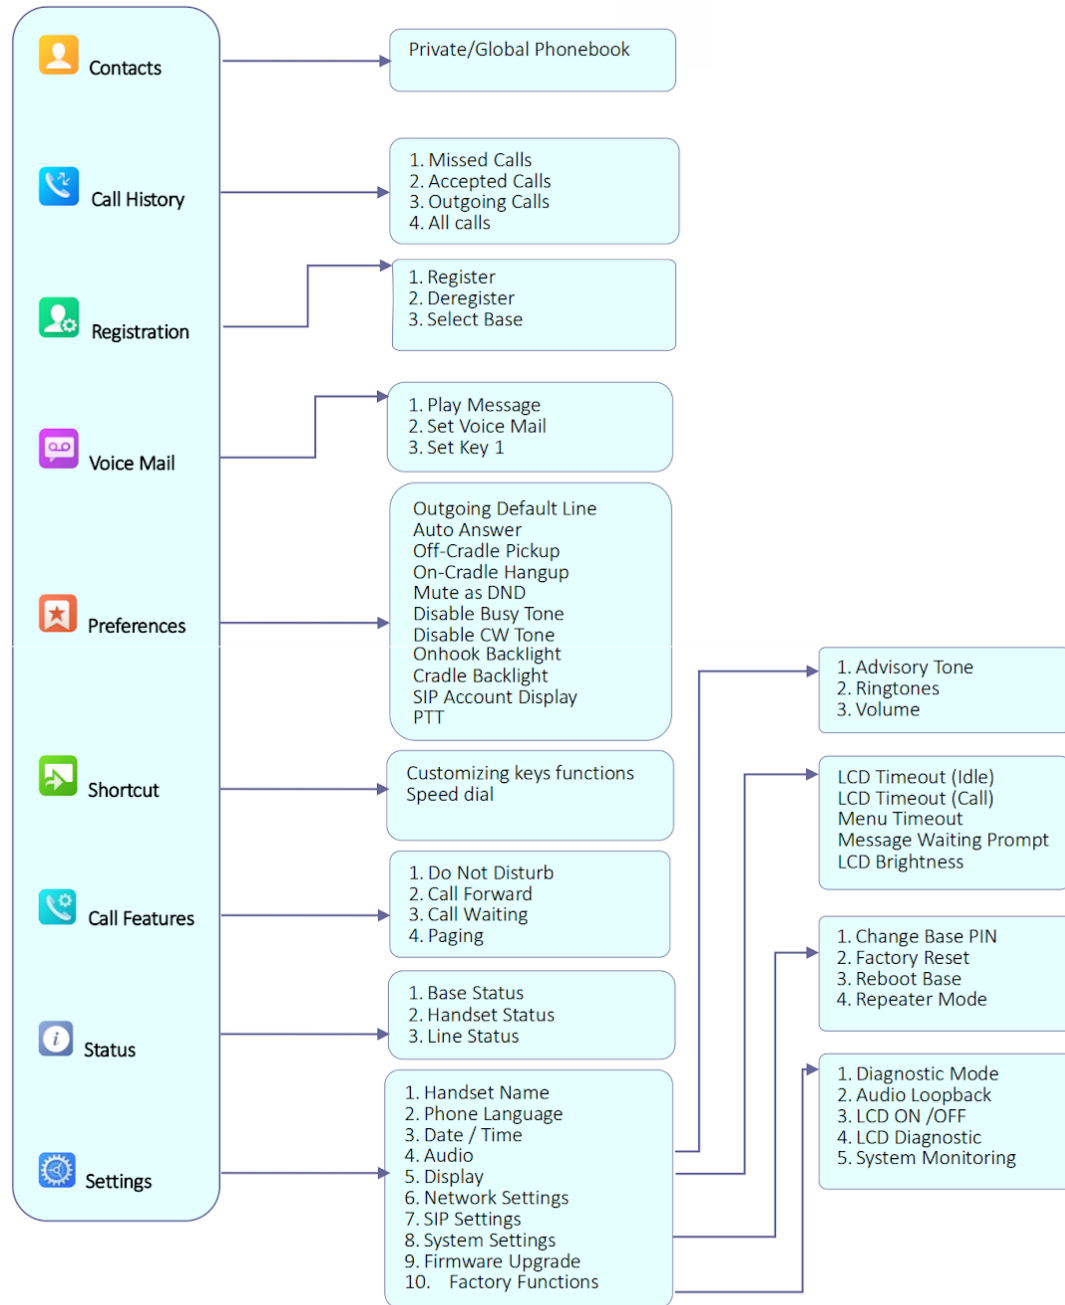 Contacts
Private/Global Phonebook
Call History
1. Missed Calls
2. Accepted Calls
3. Outgoing Calls
4. All calls
Registration
1. Register
2. Deregister
3. Select Base
Voice Mail
1. Play Message
2. Set Voice Mail
3. Set Key 1
Preferences
Outgoing Default Line
Auto Answer
Off-Cradle Pickup
On-Cradle Hangup
Mute as DND
Disable Busy Tone
Disable CW Tone
Onhook Backlight
Cradle Backlight
SIP Account Display
PTT
Shortcut
Customizing keys functions
Speed dial
Call Features
1. Do Not Disturb
2. Call Forward
3. Call Waiting
4. Paging
Status
1. Base Status
2. Handset Status
3. Line Status
Settings
1. Handset Name
2. Phone Language
3. Date / Time
4. Audio
5. Display
6. Network Settings
7. SIP Settings
8. System Settings
9. Firmware Upgrade
10. Factory Functions
1. Advisory Tone
2. Ringtones
3. Volume
LCD Timeout (Idle)
LCD Timeout (Call)
Menu Timeout
Message Waiting Prompt
LCD Brightness
1. Change Base PIN
2. Factory Reset
3. Reboot Base
4. Repeater Mode
1. Diagnostic Mode
2. Audio Loopback
3. LCD ON /OFF
4. LCD Diagnostic
5. System Monitoring